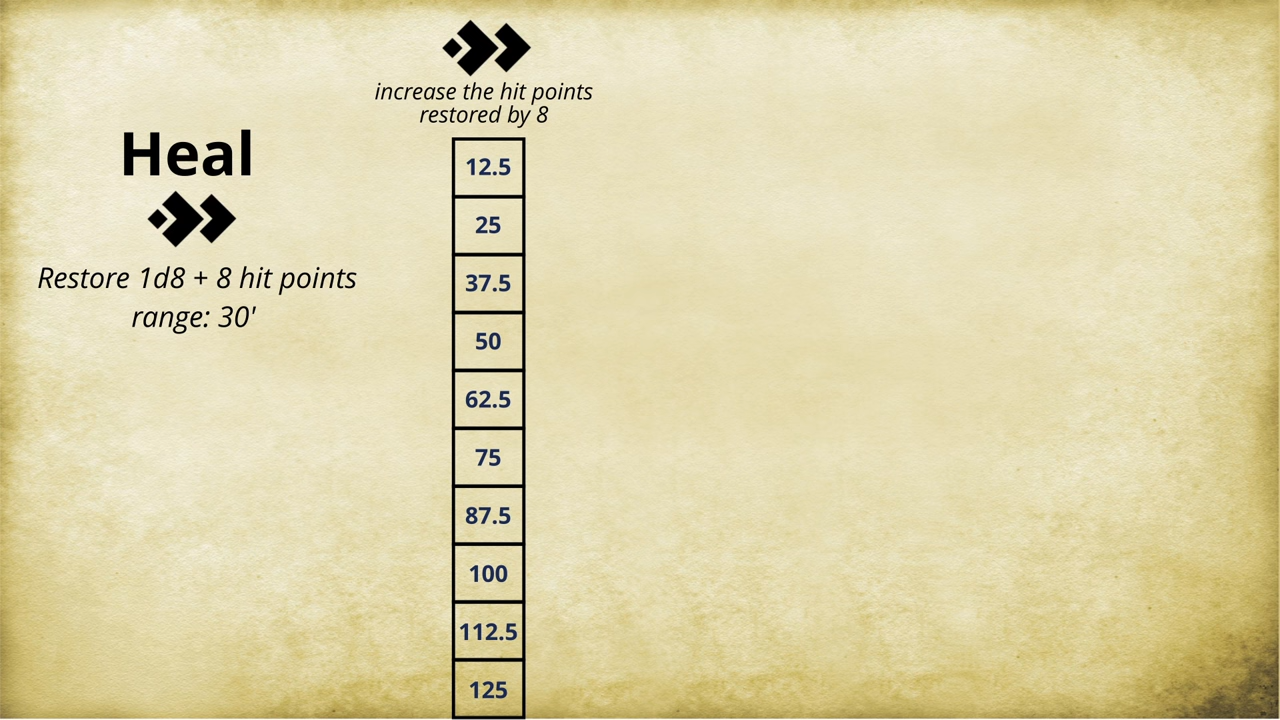 increase the hit points
restored by 8
Heal
Restore 1d8 + 8 hit points
range: 30'
12.5
25
37.5
50
62.5
75
87.5
100
112.5
125